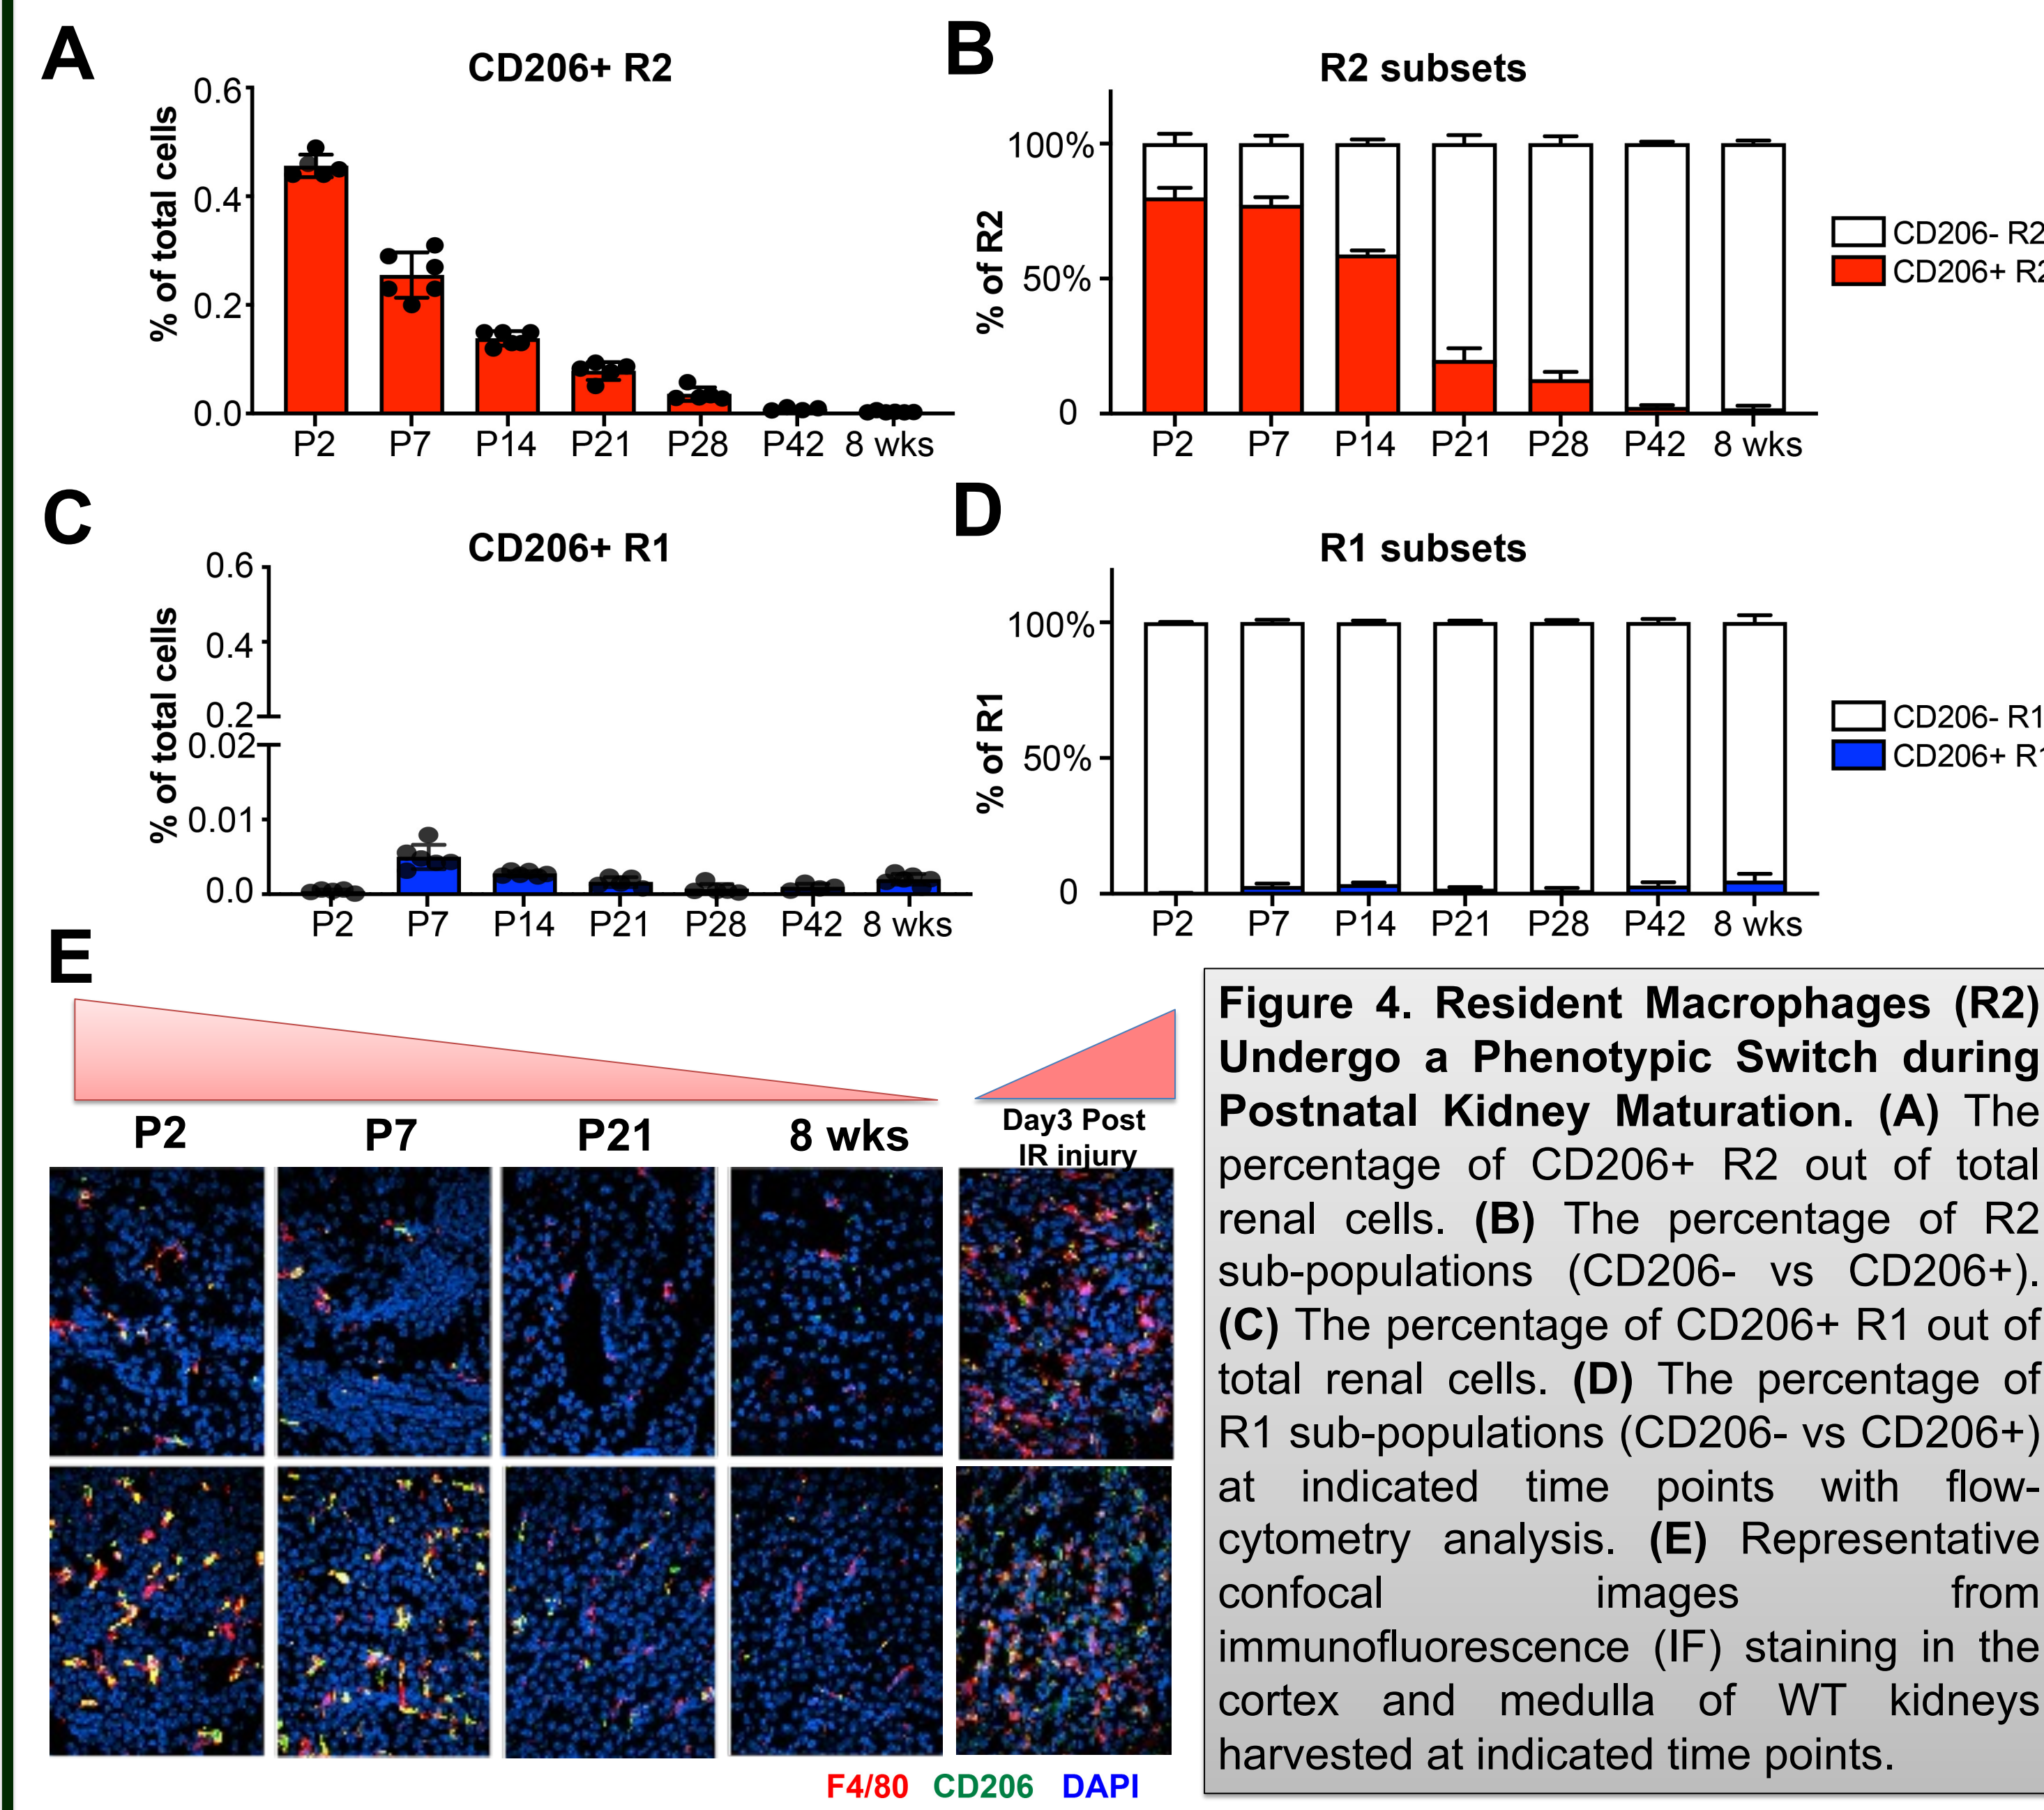 A
CD206+ R2
% of total cells
0.6
0.4
0.2
0.0
P2 P7 P14 P21 P28 P42 8 wks
B
R2 subsets
% of R2
100%
50%
0
P2 P7 P14 P21 P28 P42 8 wks
CD206- R2
CD206+ R2
C
CD206+ R1
% of total cells
0.6
0.4
0.2
0.02
0.01
0.0
P2 P7 P14 P21 P28 P42 8 wks
D
R1 subsets
% of R1
100%
50%
0
P2 P7 P14 P21 P28 P42 8 wks
CD206- R1
CD206+ R1
E
P2 P7 P21 8 wks
Day3 Post
IR injury
F4/80 CD206 DAPI
Figure 4. Resident Macrophages (R2)
Undergo a Phenotypic Switch during
Postnatal Kidney Maturation. (A) The
percentage of CD206+ R2 out of total
renal cells. (B) The percentage of R2
sub-populations (CD206- vs CD206+).
(C) The percentage of CD206+ R1 out of
total renal cells. (D) The percentage of
R1 sub-populations (CD206- vs CD206+)
at indicated time points with flow-
cytometry analysis. (E) Representative
confocal images from
immunofluorescence (IF) staining in the
cortex and medulla of WT kidneys
harvested at indicated time points.